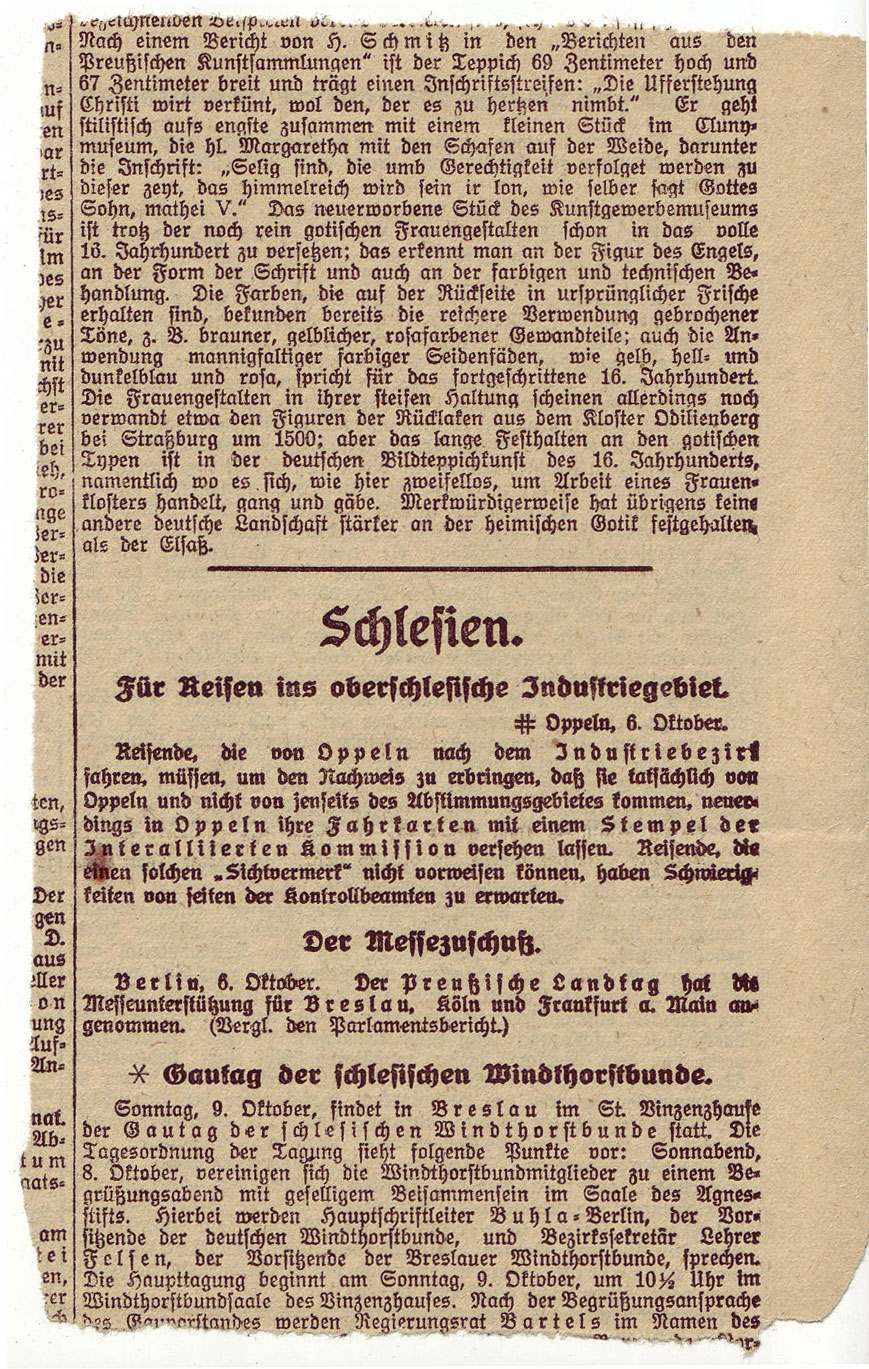 Nach einem Bericht von H. Schmitz in den „Berichten aus den
Preußischen Kunstsammlungen“ ist der Teppich 69 Zentimeter hoch und
67 Zentimeter breit und trägt einen Inschriftsstreifen: „Die Ufferstehung
Christi wirt verkünt, wol den, der es zu hertzen nimbt.“ Er geht
stilistisch aufs engste zusammen mit einem kleinen Stück im Cluny-
museum, die hl. Margaretha mit den Schafen auf der Weide, darunter
die Inschrift: „Selig sind, die umb Gerechtigkeit verfolget werden zu
dieser zeyt, das himmelreich wird sein ir lon, wie selber sagt Gottes
Sohn, mathei V.“ Das neuerworbene Stück des Kunstgewerbemuseums
ist trotz der noch rein gotischen Frauengestalten schon in das volle
16. Jahrhundert zu versetzen; das erkennt man an der Figur des Engels,
an der Form der Schrift und auch an der farbigen und technischen Be-
handlung. Die Farben, die auf der Rückseite in ursprünglicher Frische
erhalten sind, bekunden bereits die reichere Verwendung gebrochener
Töne, z. B. brauner, gelblicher, rosafarbener Gewandteile; auch die An-
wendung mannigfaltiger farbiger Seidenfäden, wie gelb, hell- und
dunkelblau und rosa, spricht für das fortgeschrittene 16. Jahrhundert.
Die Frauengestalten in ihrer steifen Haltung scheinen allerdings noch
verwandt etwa den Figuren der Rücklaken aus dem Kloster Odilienberg
bei Straßburg um 1500; aber das lange Festhalten an den gotischen
Typen ist in der deutschen Bildteppichkunst des 16. Jahrhunderts,
namentlich wo es sich, wie hier zweifellos, um Arbeit eines Frauen-
klosters handelt, gang und gäbe. Merkwürdigerweise hat übrigens keine
andere deutsche Landschaft stärker an der heimischen Gotik festgehalten,
als der Elsaß.
Schlesien.
Für Reisen ins oberschlesische Industriegebiet.
# Oppeln, 6. Oktober.
Reisende, die von Oppeln nach dem Industriebezirk
fahren, müssen, um den Nachweis zu erbringen, daß sie tatsächlich von
Oppeln und nicht von jenseits des Abstimmungsgebietes kommen, neuer-
dings in Oppeln ihre Fahrkarten mit einem Stempel der
Interalliierten Kommission versehen lassen. Reisende, die
einen solchen „Sichtvermerk“ nicht vorweisen können, haben Schwierig-
keiten von seiten der Kontrollbeamten zu erwarten.
Der Messezuschuß.
Berlin, 6. Oktober. Der Preußische Landtag hat die
Messeunterstützung für Breslau, Köln und Frankfurt a. Main an-
genommen. (Vergl. den Parlamentsbericht.)
* Gautag der schlesischen Windthorstbunde.
Sonntag, 9. Oktober, findet in Breslau im St. Vinzenzhause
der Gautag der schlesischen Windthorstbunde statt. Die
Tagesordnung der Tagung sieht folgende Punkte vor: Sonnabend,
8. Oktober, vereinigen sich die Windthorstbundmitglieder zu einem Be-
grüßungsabend mit geselligem Beisammensein im Saale des Agnes-
stifts. Hierbei werden Hauptschriftleiter Buhla-Berlin, der Vor-
sitzende der deutschen Windthorstbunde, und Bezirkssekretär Lehrer
Felsen, der Vorsitzende der Breslauer Windthorstbunde, sprechen.
Die Haupttagung beginnt am Sonntag, 9. Oktober, um 10½ Uhr im
Windthorstbundsaale des Vinzenzhauses. Nach der Begrüßungsansprache
des Gauvorstandes werden Regierungsrat Bartels im Namen des